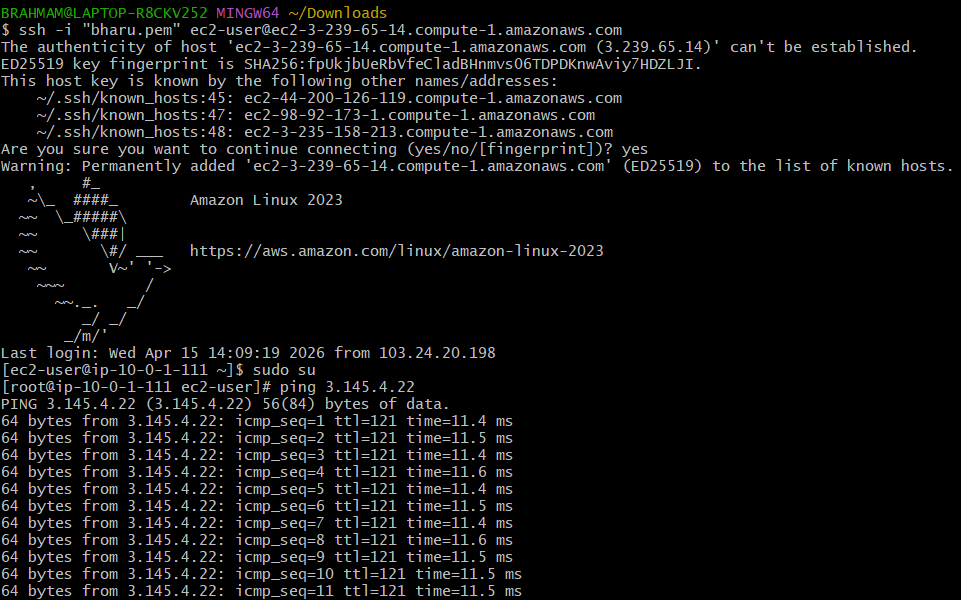 BRAHMAM@LAPTOP-R8CKV252 MINGW64 ~/Downloads
$ ssh -i "bharu.pem" ec2-user@ec2-3-239-65-14.compute-1.amazonaws.com
The authenticity of host 'ec2-3-239-65-14.compute-1.amazonaws.com (3.239.65.14)' can't be established.
ED25519 key fingerprint is SHA256:fpUkjbUeRbVfeCladBHnmvsO6TDPDKnwAviy7HDZLJI.
This host key is known by the following other names/addresses:
    ~/.ssh/known_hosts:45: ec2-44-200-126-119.compute-1.amazonaws.com
    ~/.ssh/known_hosts:47: ec2-98-92-173-1.compute-1.amazonaws.com
    ~/.ssh/known_hosts:48: ec2-3-235-158-213.compute-1.amazonaws.com
Are you sure you want to continue connecting (yes/no/[fingerprint])? yes
Warning: Permanently added 'ec2-3-239-65-14.compute-1.amazonaws.com' (ED25519) to the list of known hosts.
   ,     #_
   ~\_  ####_        Amazon Linux 2023
  ~~  \_#####\
  ~~     \###|
  ~~       \#/ ___   https://aws.amazon.com/linux/amazon-linux-2023
   ~~       V~' '->
    ~~~         /
      ~~._.   _/
         _/ _/
       _/m/'
Last login: Wed Apr 15 14:09:19 2026 from 103.24.20.198
[ec2-user@ip-10-0-1-111 ~]$ sudo su
[root@ip-10-0-1-111 ec2-user]# ping 3.145.4.22
PING 3.145.4.22 (3.145.4.22) 56(84) bytes of data.
64 bytes from 3.145.4.22: icmp_seq=1 ttl=121 time=11.4 ms
64 bytes from 3.145.4.22: icmp_seq=2 ttl=121 time=11.5 ms
64 bytes from 3.145.4.22: icmp_seq=3 ttl=121 time=11.4 ms
64 bytes from 3.145.4.22: icmp_seq=4 ttl=121 time=11.6 ms
64 bytes from 3.145.4.22: icmp_seq=5 ttl=121 time=11.4 ms
64 bytes from 3.145.4.22: icmp_seq=6 ttl=121 time=11.5 ms
64 bytes from 3.145.4.22: icmp_seq=7 ttl=121 time=11.4 ms
64 bytes from 3.145.4.22: icmp_seq=8 ttl=121 time=11.6 ms
64 bytes from 3.145.4.22: icmp_seq=9 ttl=121 time=11.5 ms
64 bytes from 3.145.4.22: icmp_seq=10 ttl=121 time=11.5 ms
64 bytes from 3.145.4.22: icmp_seq=11 ttl=121 time=11.5 ms